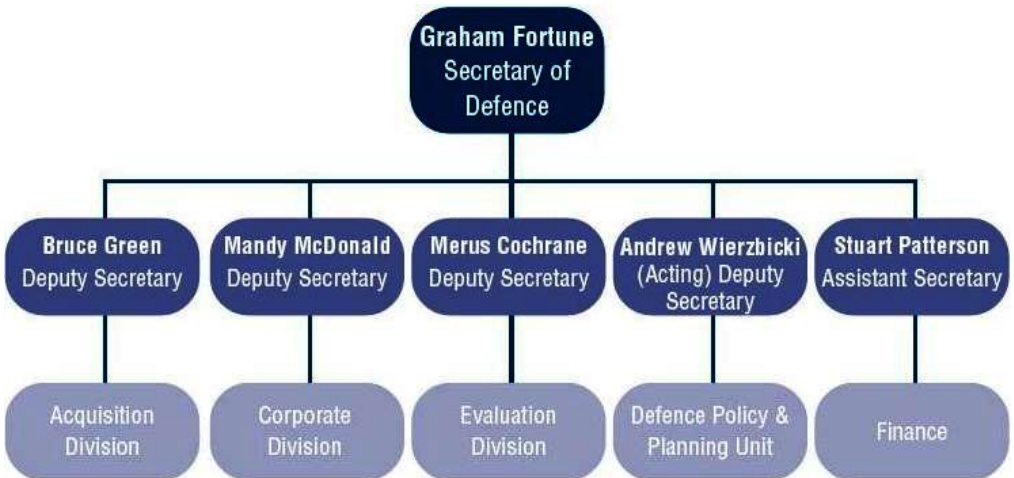 Graham Fortune
Secretary of
Defence
Bruce Green
Deputy Secretary
Mandy McDonald
Deputy Secretary
Merus Cochrane
Deputy Secretary
Andrew Wierzbicki
(Acting) Deputy
Secretary
Stuart Patterson
Assistant Secretary
Acquisition
Division
Corporate
Division
Evaluation
Division
Defence Policy &
Planning Unit
Finance